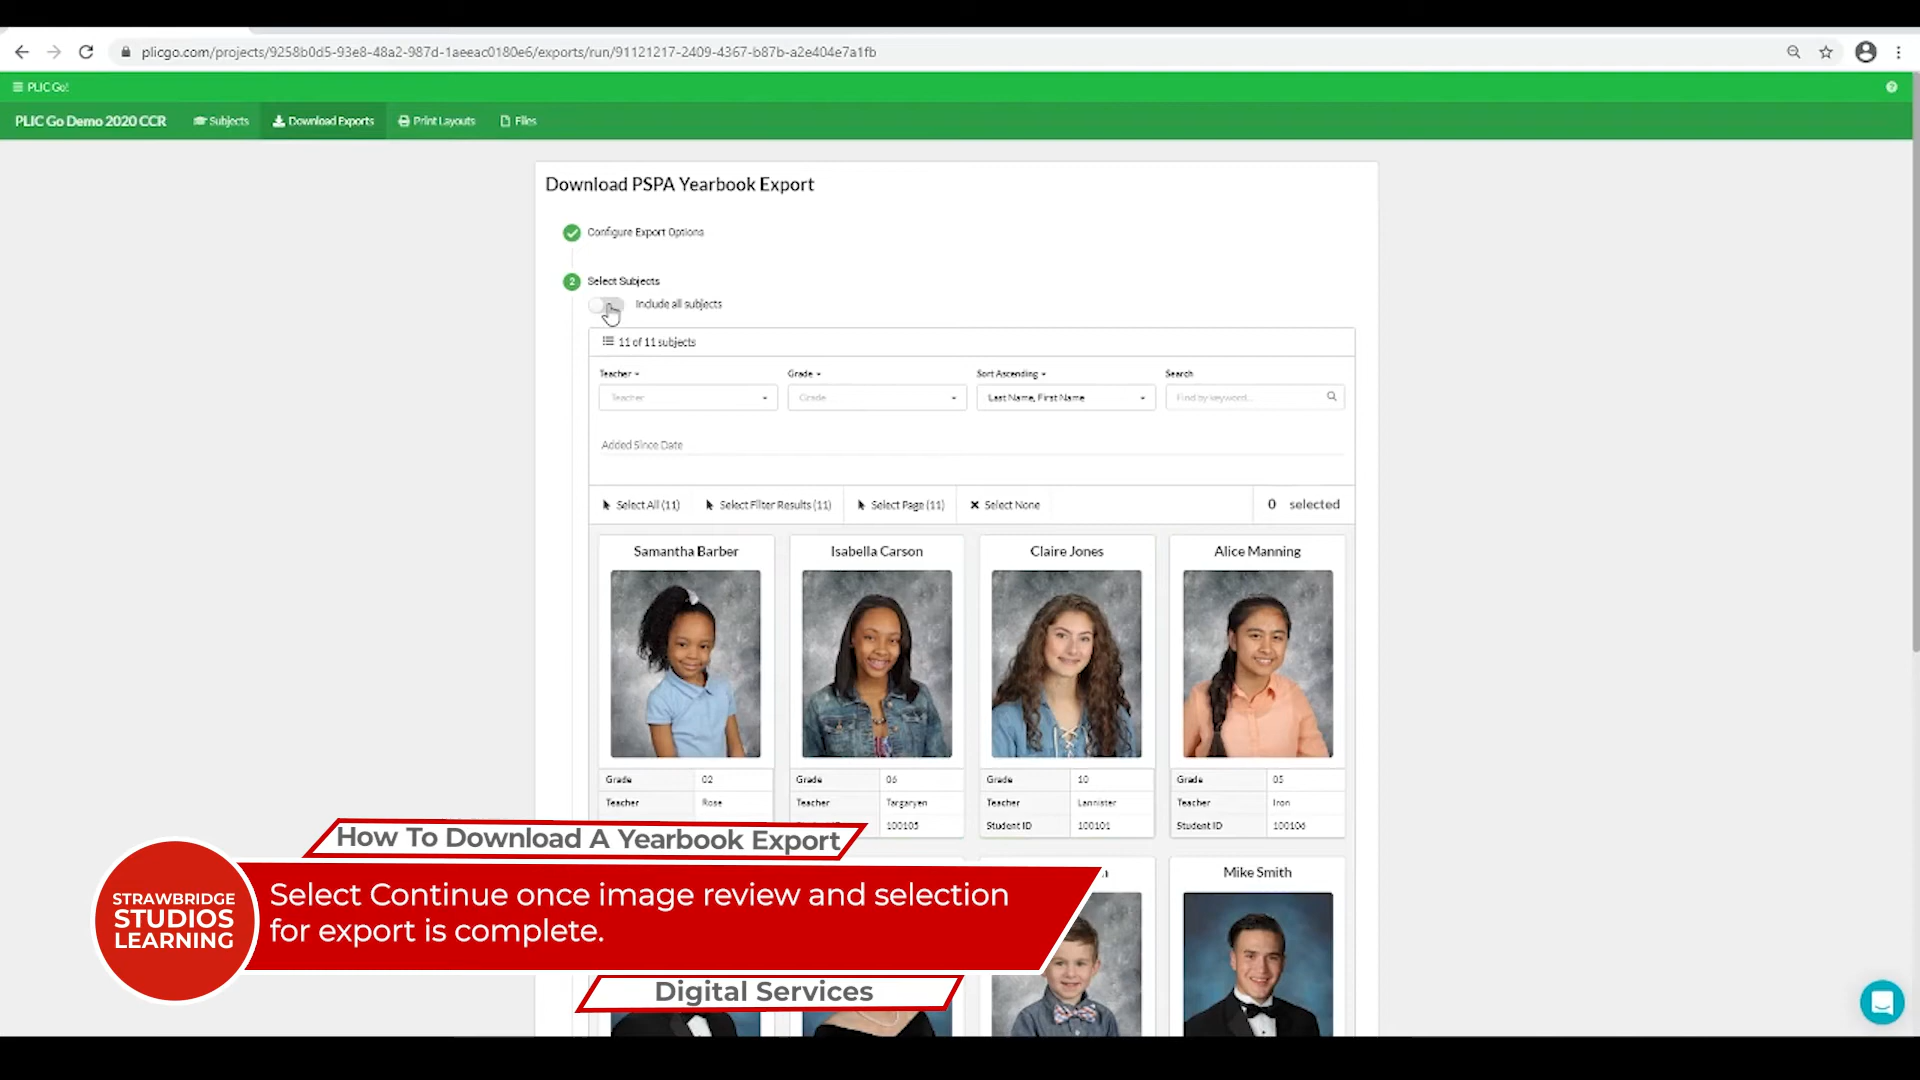 plicgo.com/projects/9258b0d5-93e8-48a2-987d-1aeeac0180e6/exports/run/91121217-2409-4367-b87b-a2e404e7a1fb
PLIC Go!
PLIC Go Demo 2020 CCR Subjects Download Exports Print Layouts Files
Download PSPA Yearbook Export
Configure Export Options
2 Select Subjects
Include all subjects
11 of 11 subjects
Teacher Grade Sort Ascending Search
Teacher Grade Last Name, First Name Find by keyword...
Added Since Date
Select All (11) Select Filter Results (11) Select Page (11) Select None 0 selected
Samantha Barber Isabella Carson Claire Jones Alice Manning
Grade 02 Grade 06 Grade 10 Grade 05
Teacher Rose Teacher Targaryen Teacher Lannister Teacher Iron
100105 Student ID 100101 Student ID 100106
How To Download A Yearbook Export
Mike Smith
STRAWBRIDGE
STUDIOS
LEARNING
Select Continue once image review and selection
for export is complete.
Digital Services